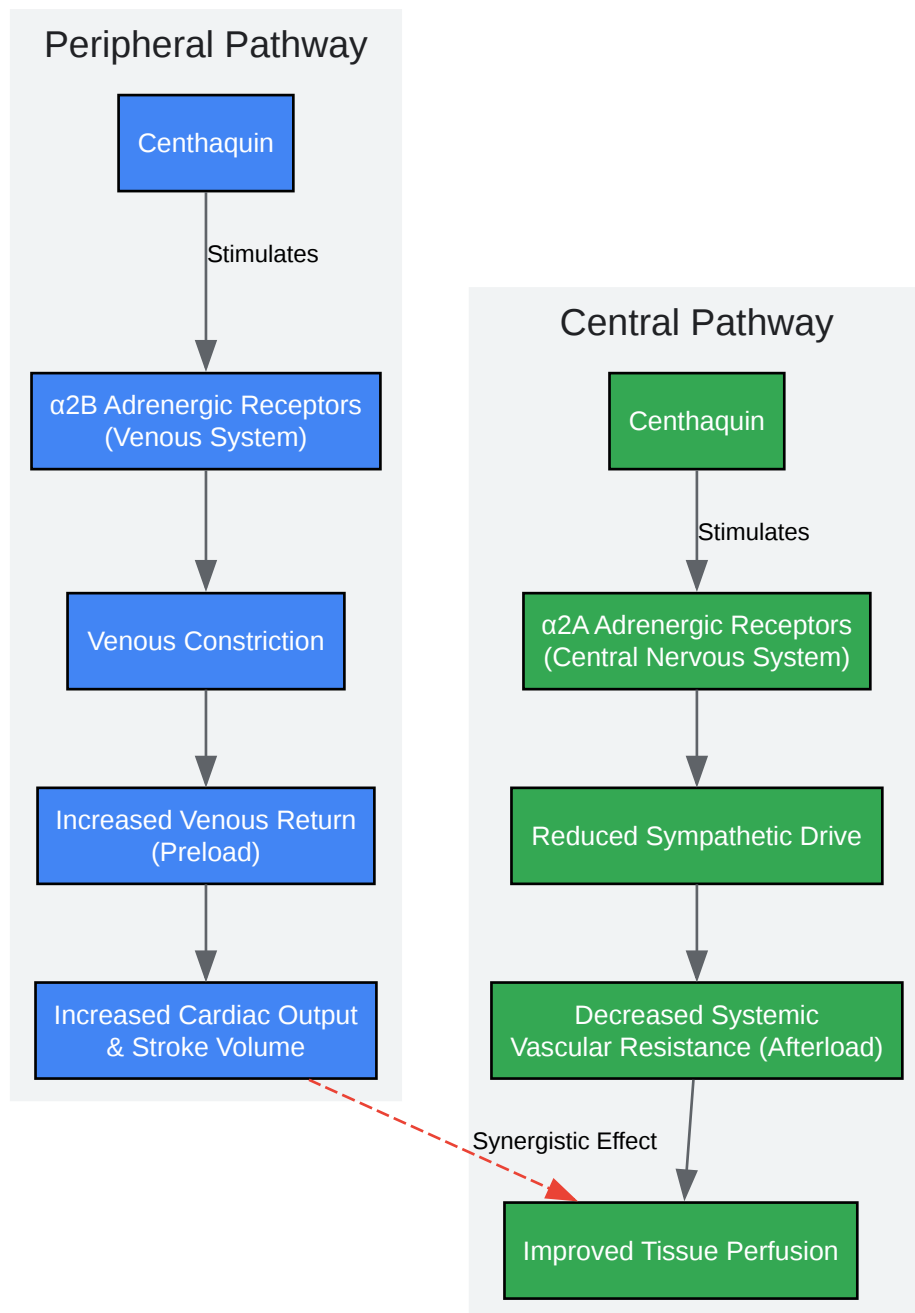 Peripheral Pathway
Centhaquin
Stimulates
α2B Adrenergic Receptors
(Venous System)
Venous Constriction
Increased Venous Return
(Preload)
Increased Cardiac Output
& Stroke Volume
Central Pathway
Centhaquin
Stimulates
α2A Adrenergic Receptors
(Central Nervous System)
Reduced Sympathetic Drive
Decreased Systemic
Vascular Resistance (Afterload)
Synergistic Effect
Improved Tissue Perfusion